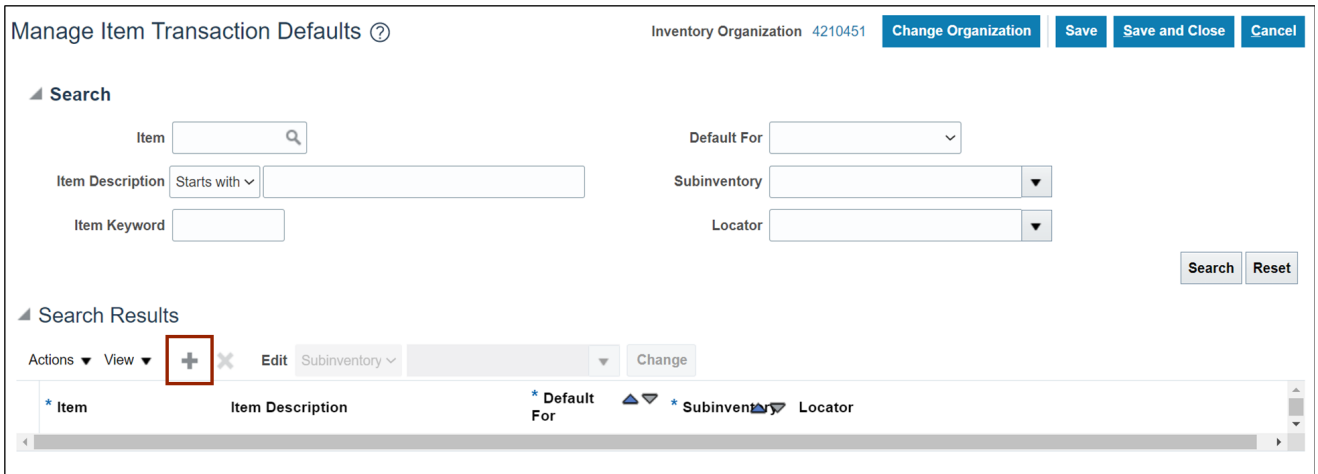 Manage Item Transaction Defaults ?
Inventory Organization 4210451 Change Organization Save Save and Close Cancel
Search
Item
Default For
Item Description Starts with
Subinventory
Item Keyword
Locator
Search Reset
Search Results
Actions View Edit Subinventory Change
* Item Item Description * Default For * Subinventory Locator